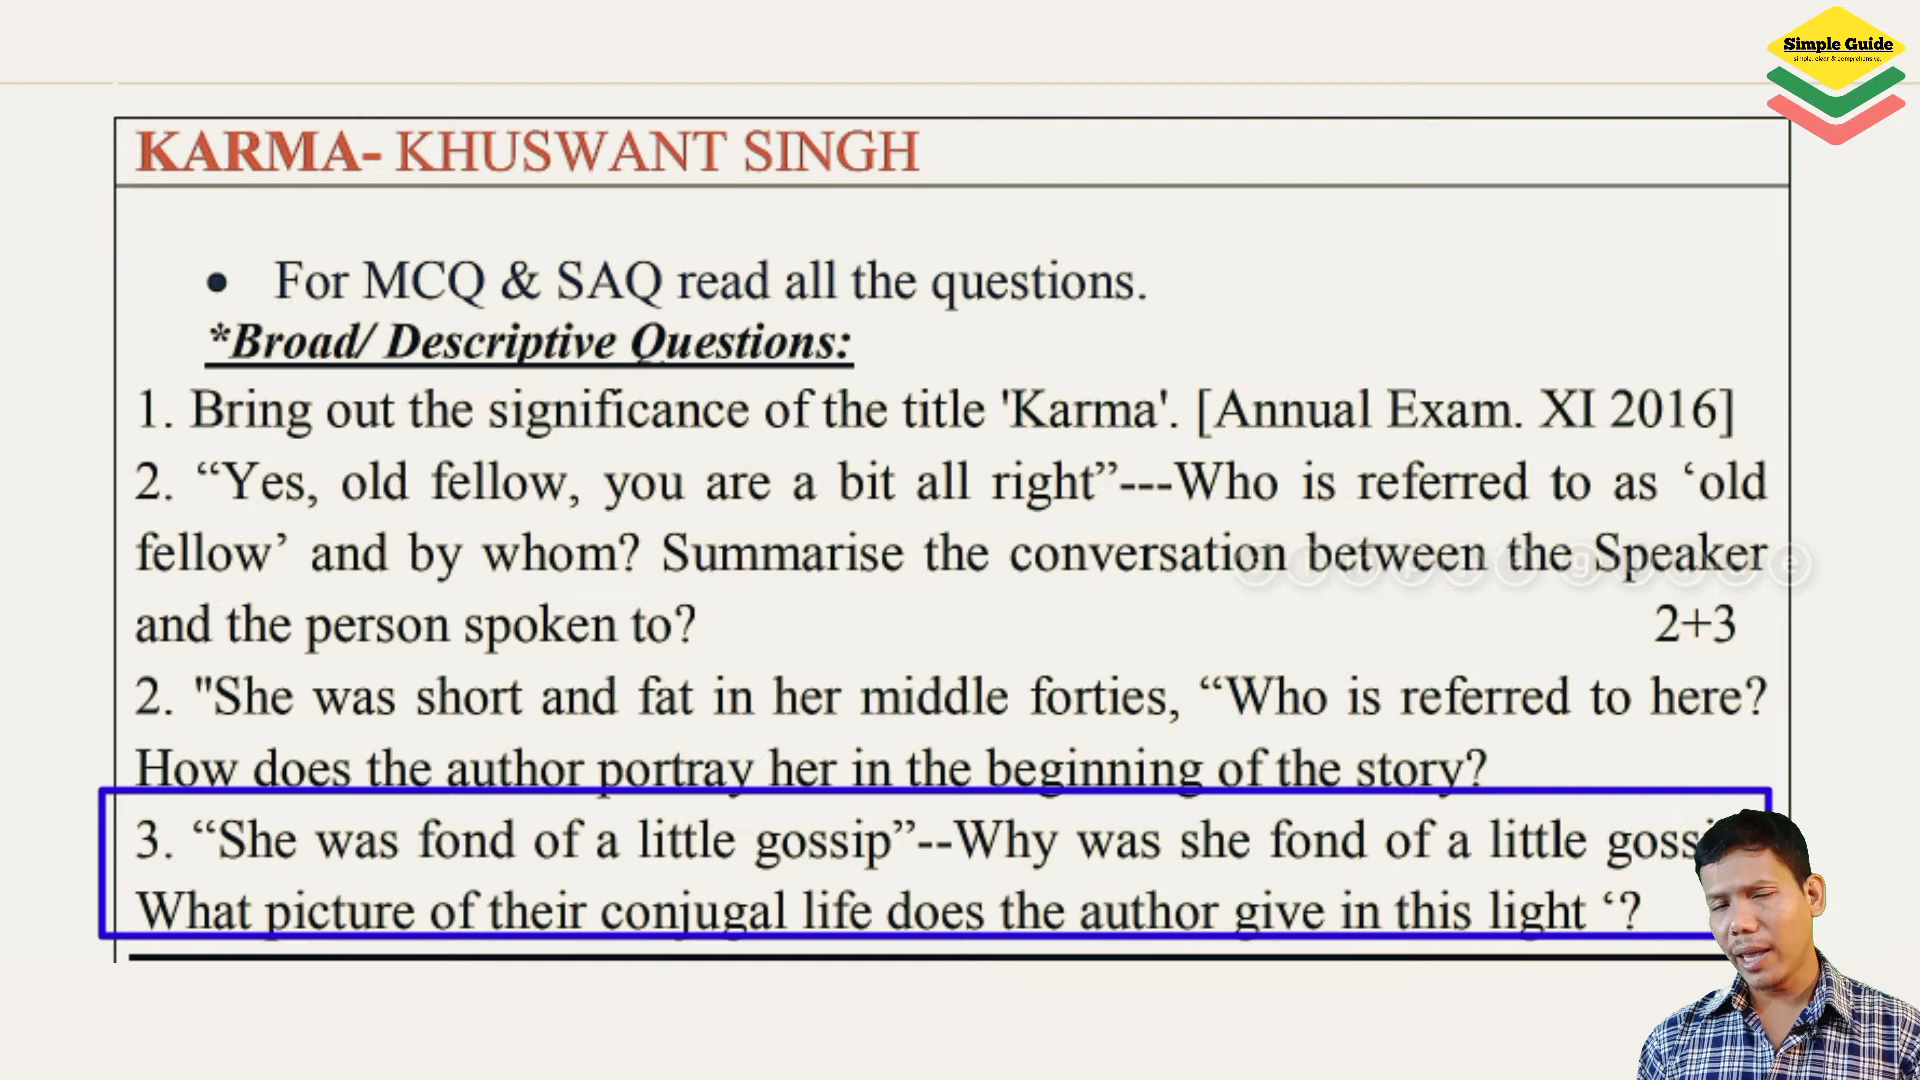 Simple Guide
simple, clear & comprehensive.
KARMA- KHUSWANT SINGH
• For MCQ & SAQ read all the questions.
*Broad/ Descriptive Questions:
1. Bring out the significance of the title 'Karma'. [Annual Exam. XI 2016]
2. “Yes, old fellow, you are a bit all right”---Who is referred to as ‘old
fellow’ and by whom? Summarise the conversation between the Speaker
and the person spoken to? 2+3
2. "She was short and fat in her middle forties, “Who is referred to here?
How does the author portray her in the beginning of the story?
3. “She was fond of a little gossip”--Why was she fond of a little
What picture of their conjugal life does the author give in this light ‘?